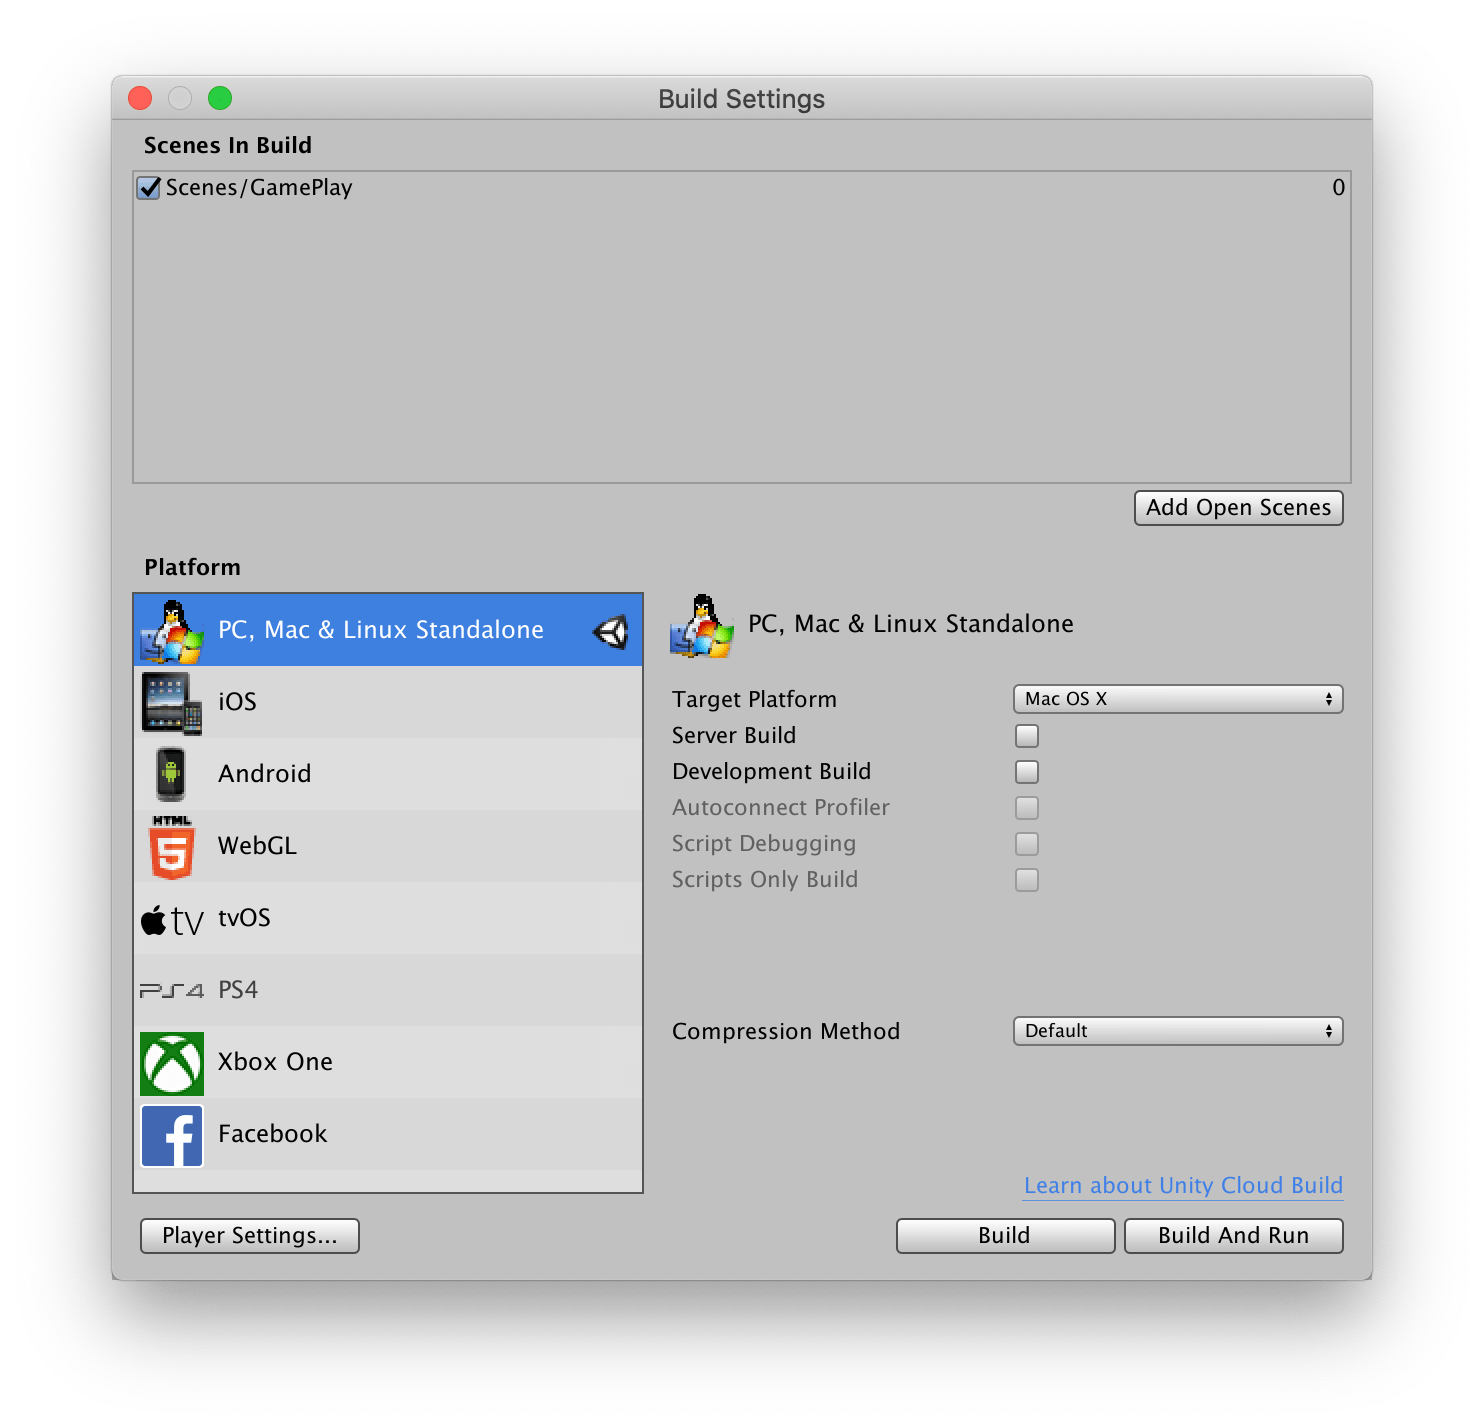 Build Settings
Scenes In Build
Scenes/GamePlay 0
Add Open Scenes
Platform
PC, Mac & Linux Standalone
iOS
Android
HTML
5
WebGL
tv
tvOS
PS4
PS4
Xbox One
f
Facebook
PC, Mac & Linux Standalone
Target Platform Mac OS X
Server Build
Development Build
Autoconnect Profiler
Script Debugging
Scripts Only Build
Compression Method Default
Learn about Unity Cloud Build
Player Settings...
Build
Build And Run